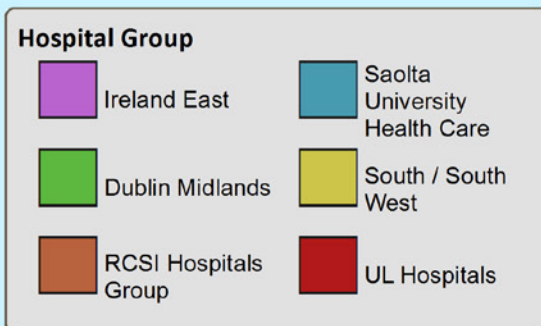 Hospital Group
Ireland East
Saolta
University
Health Care
Dublin Midlands
South / South
West
RCSI Hospitals
Group
UL Hospitals